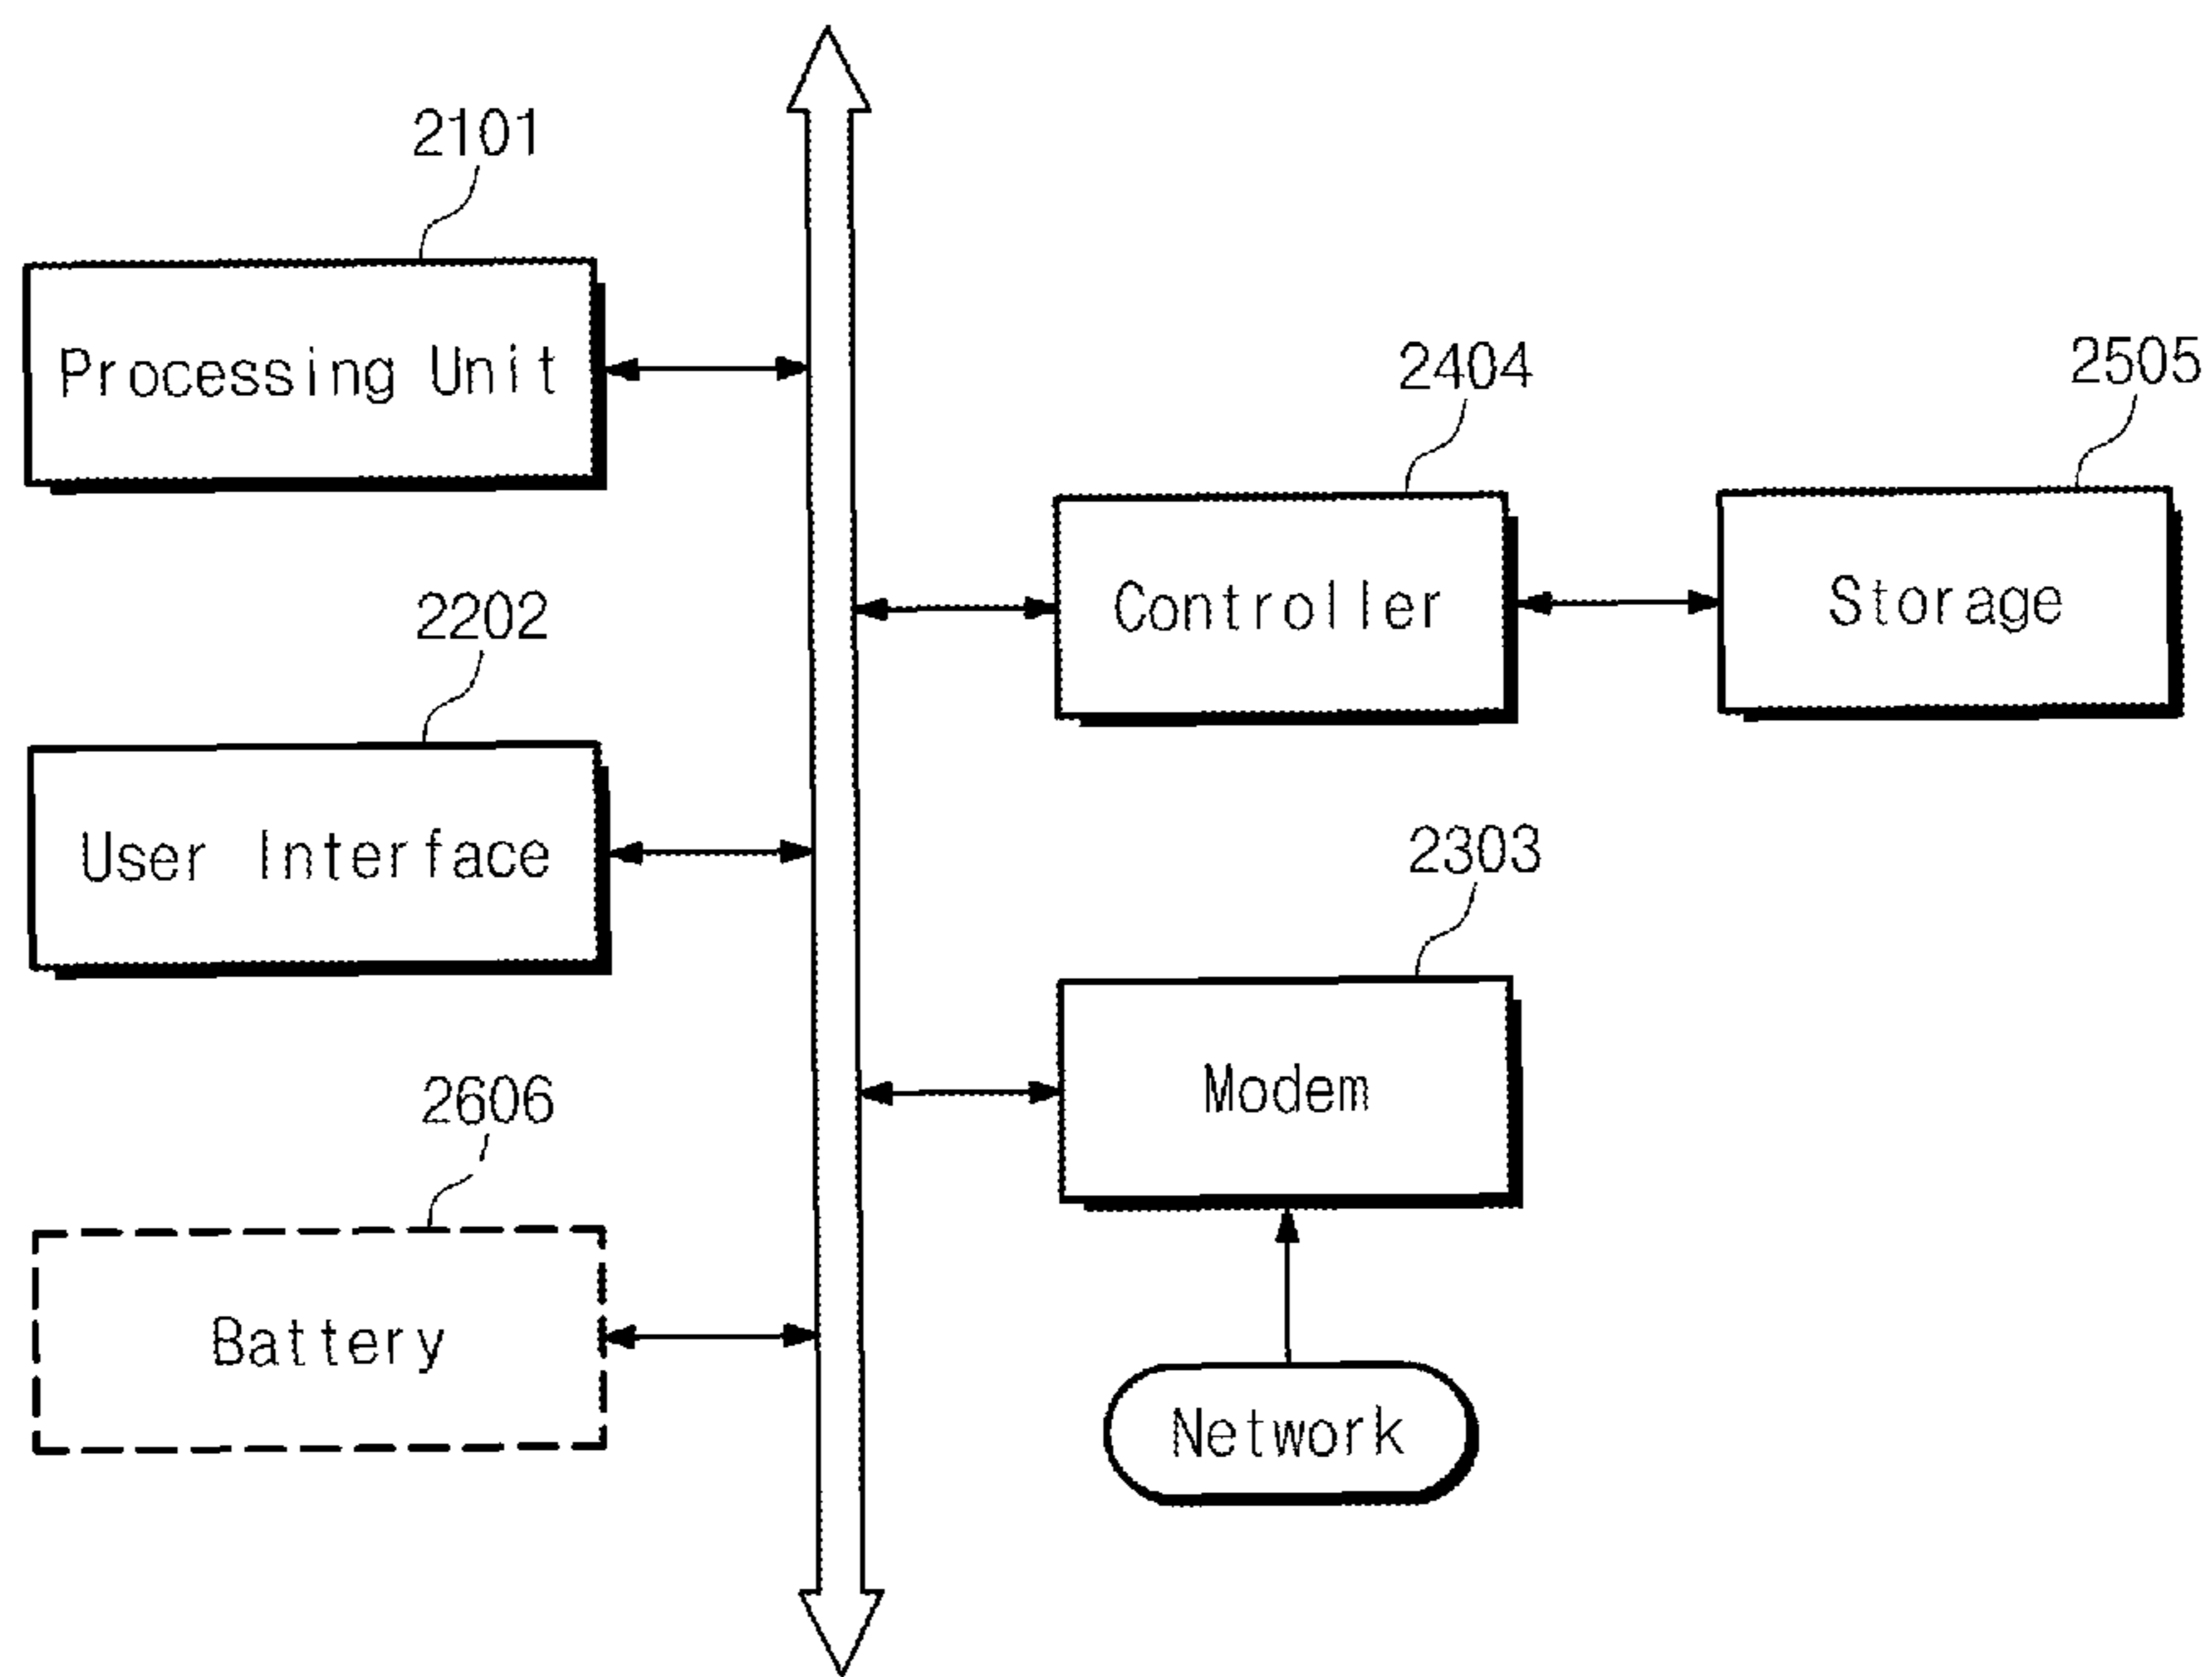 2101
Processing Unit
2404
2505
Controller
Storage
2202
User Interface
2303
Modem
2606
Battery
Network